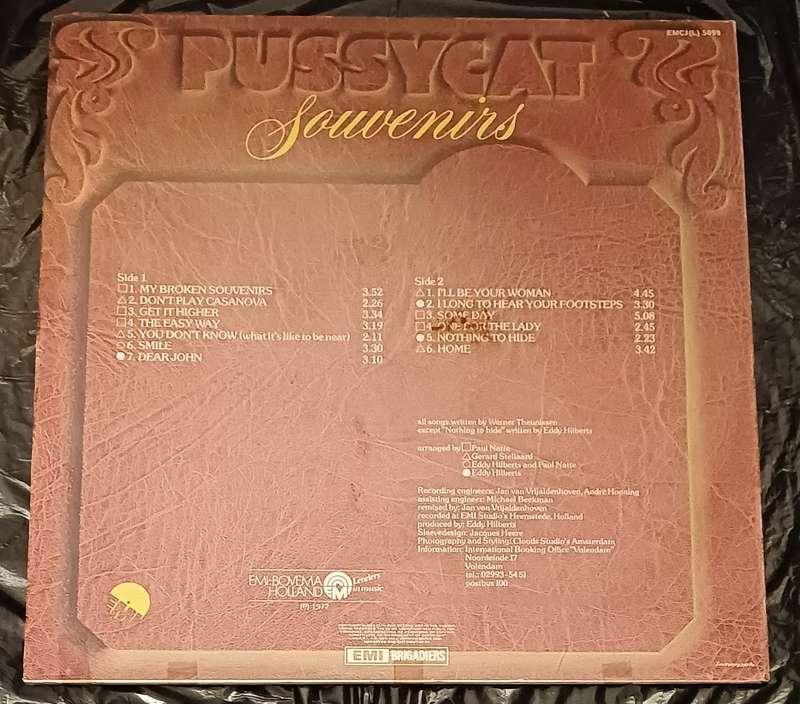 EMCJ(L) 5498
PUSSYCAT
Souvenirs
Side 1
1. MY BROKEN SOUVENIRS 3.52
2. DON'T PLAY CASANOVA 2.26
3. GET IT HIGHER 3.34
4. THE EASY WAY 3.19
5. YOU DON'T KNOW (what it's like to be near) 2.11
6. SMILE 3.30
7. DEAR JOHN 3.10
Side 2
1. I'LL BE YOUR WOMAN 4.45
2. I LONG TO HEAR YOUR FOOTSTEPS 3.30
3. SOME DAY 5.08
4. ONE FOR THE LADY 2.45
5. NOTHING TO HIDE 2.23
6. HOME 3.42
all songs written by Werner Theunissen
except "Nothing to hide" written by Eddy Hilberts
arranged by Paul Natte
Gerard Stellaard
Eddy Hilberts and Paul Natte
Eddy Hilberts
Recording engineers: Jan van Vrijaldenhoven, André Hooning
assisting engineer: Michael Beekman
remixed by: Jan van Vrijaldenhoven
recorded at EMI Studio's Heemstede, Holland
produced by: Eddy Hilberts
Sleevedesign: Jacques Heere
Photography and Styling: Clouds Studio's Amsterdam
Information: International Booking Office "Volendam"
Noordeinde 17
Volendam
tel.: 02993-5451
postbus 100
EMI-BOVEMA
HOLLAND
Leaders
in music
℗ 1977
EMI
EMI BRIGADIERS